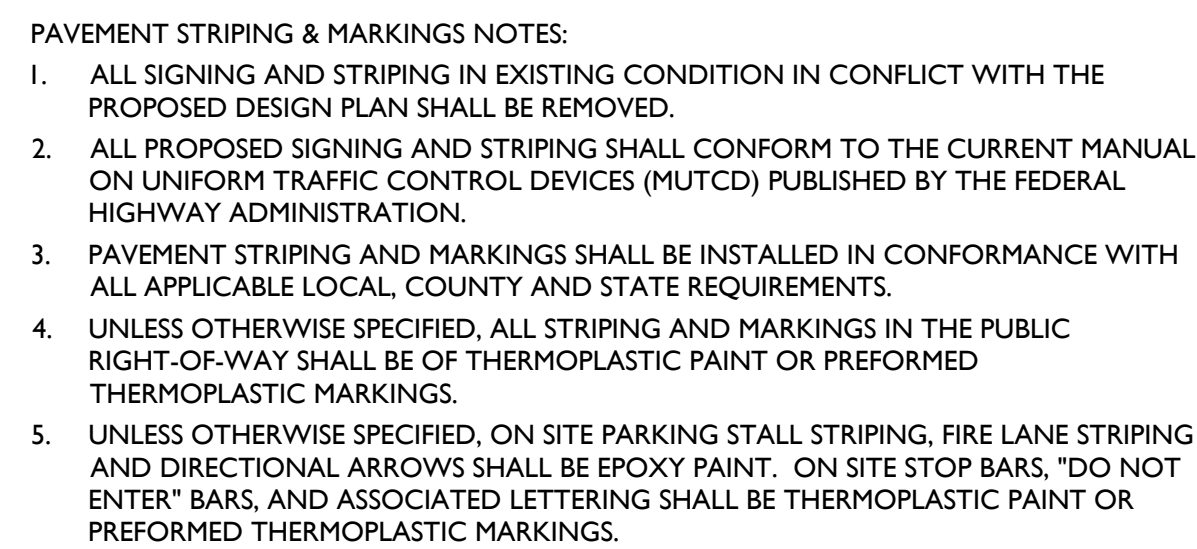 PAVEMENT STRIPING & MARKINGS NOTES:
1. ALL SIGNING AND STRIPING IN EXISTING CONDITION IN CONFLICT WITH THE
PROPOSED DESIGN PLAN SHALL BE REMOVED.
2. ALL PROPOSED SIGNING AND STRIPING SHALL CONFORM TO THE CURRENT MANUAL
ON UNIFORM TRAFFIC CONTROL DEVICES (MUTCD) PUBLISHED BY THE FEDERAL
HIGHWAY ADMINISTRATION.
3. PAVEMENT STRIPING AND MARKINGS SHALL BE INSTALLED IN CONFORMANCE WITH
ALL APPLICABLE LOCAL, COUNTY AND STATE REQUIREMENTS.
4. UNLESS OTHERWISE SPECIFIED, ALL STRIPING AND MARKINGS IN THE PUBLIC
RIGHT-OF-WAY SHALL BE OF THERMOPLASTIC PAINT OR PREFORMED
THERMOPLASTIC MARKINGS.
5. UNLESS OTHERWISE SPECIFIED, ON SITE PARKING STALL STRIPING, FIRE LANE STRIPING
AND DIRECTIONAL ARROWS SHALL BE EPOXY PAINT. ON SITE STOP BARS, "DO NOT
ENTER" BARS, AND ASSOCIATED LETTERING SHALL BE THERMOPLASTIC PAINT OR
PREFORMED THERMOPLASTIC MARKINGS.